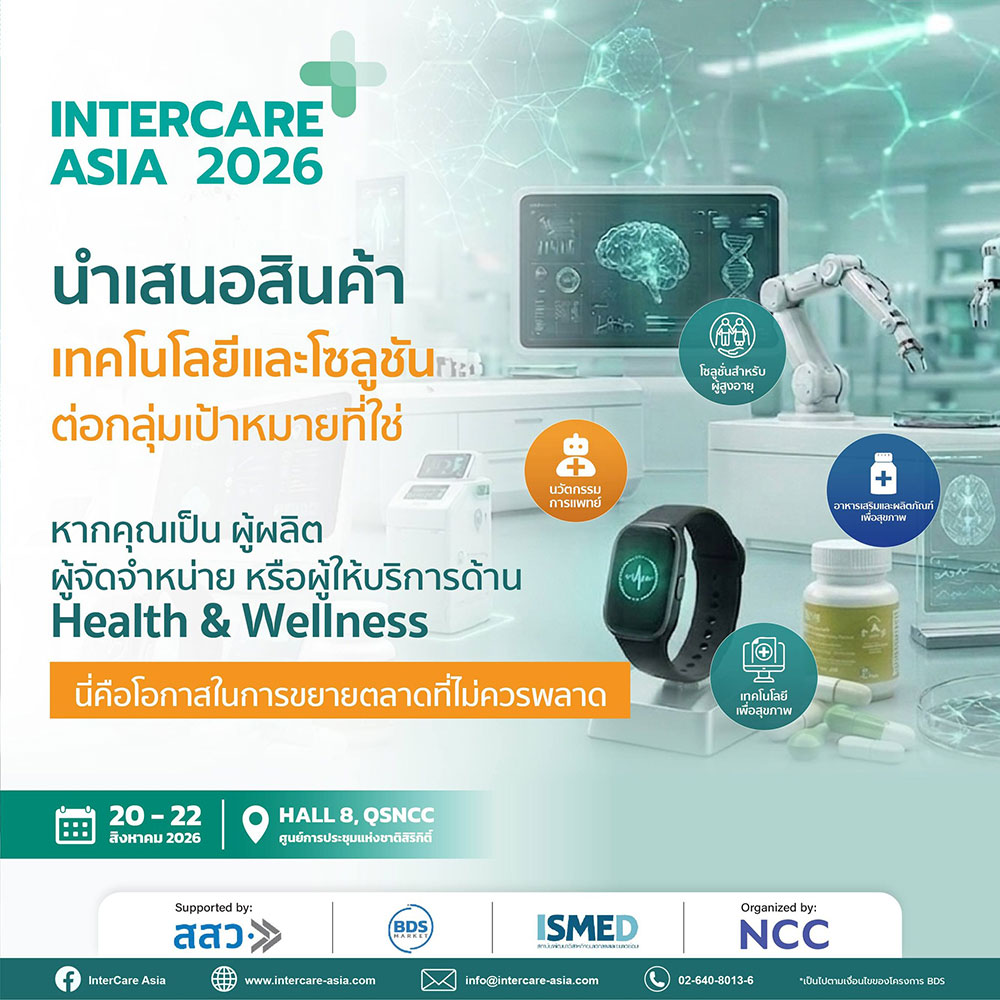 INTERCARE
ASIA 2026
นำเสนอสินค้า
เทคโนโลยีและโซลูชัน
ต่อกลุ่มเป้าหมายที่ใช่
หากคุณเป็น ผู้ผลิต
ผู้จัดจำหน่าย หรือผู้ให้บริการด้าน
Health & Wellness
นี่คือโอกาสในการขยายตลาดที่ไม่ควรพลาด
โซลูชั่นสำหรับ
ผู้สูงอายุ
นวัตกรรม
การแพทย์
อาหารเสริมและผลิตภัณฑ์
เพื่อสุขภาพ
เทคโนโลยี
เพื่อสุขภาพ
20 – 22
สิงหาคม 2026
HALL 8, QSNCC
ศูนย์การประชุมแห่งชาติสิริกิติ์
Supported by:
สสว
BDS
MARKET
ISMED
Organized by:
NCC
InterCare Asia
www.intercare-asia.com
info@intercare-asia.com
02-640-8013-6
*เป็นไปตามเงื่อนไขของโครงการ BDS